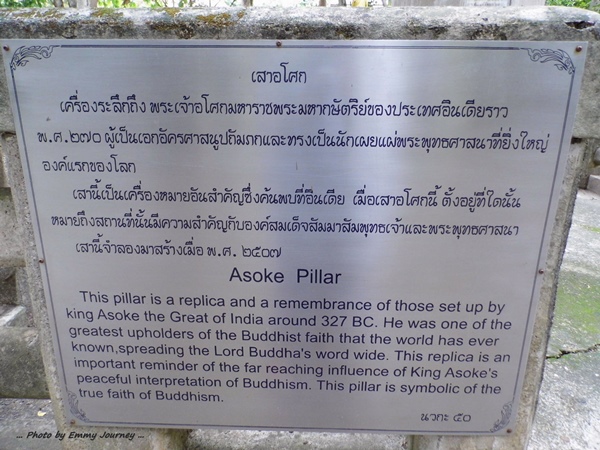 เสาอโศก
เครื่องระลึกถึง พระเจ้าอโศกมหาราชพระมหากษัตริย์ของประเทศอินเดียราว
พ.ศ.๒๗๐ ผู้เป็นเอกอัครศาสนูปถัมภกและทรงเป็นนักเผยแผ่พระพุทธศาสนาที่ยิ่งใหญ่
องค์แรกของโลก
เสานี้เป็นเครื่องหมายอันสำคัญซึ่งค้นพบที่อินเดีย เมื่อเสาอโศกนี้ ตั้งอยู่ที่ใดนั้น
หมายถึงสถานที่นั้นมีความสำคัญกับองค์สมเด็จสัมมาสัมพุทธเจ้าและพระพุทธศาสนา
เสานี้จำลองมาสร้างเมื่อ พ.ศ. ๒๕๐๗
Asoke Pillar
This pillar is a replica and a remembrance of those set up by
king Asoke the Great of India around 327 BC. He was one of the
greatest upholders of the Buddhist faith that the world has ever
known,spreading the Lord Buddha's word wide. This replica is an
important reminder of the far reaching influence of King Asoke's
peaceful interpretation of Buddhism. This pillar is symbolic of the
true faith of Buddhism.
นวกะ ๕๐
... Photo by Emmy Journey ...